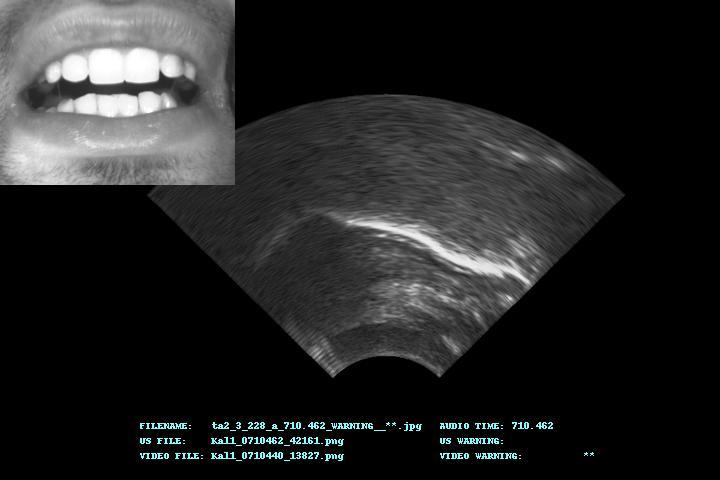 FILENAME: ta2_3_228_a_710.462_WARNING__**.jpg AUDIO TIME: 710.462
US FILE: Kal1_0710462_42161.png US WARNING:
VIDEO FILE: Kal1_0710440_13827.png VIDEO WARNING: **